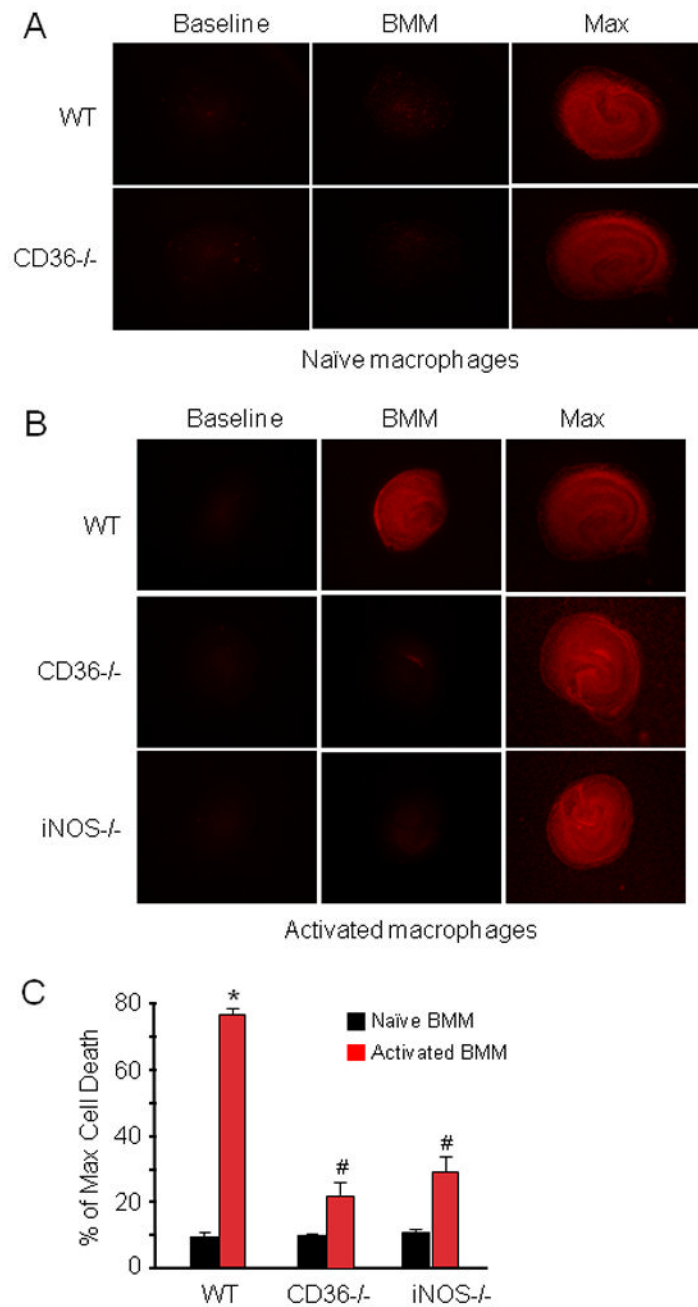 A
Baseline BMM Max
WT
CD36-/-
Naïve macrophages
B
Baseline BMM Max
WT
CD36-/-
iNOS-/-
Activated macrophages
C
% of Max Cell Death
80
60
40
20
0
*
#
#
Naïve BMM
Activated BMM
WT CD36-/- iNOS-/-